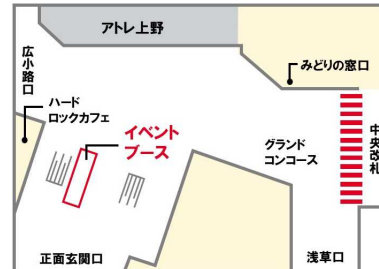 アトレ上野
広小路口
みどりの窓口
ハード
ロックカフェ
イベント
ブース
グランド
コンコース
中央改札
正面玄関口
浅草口